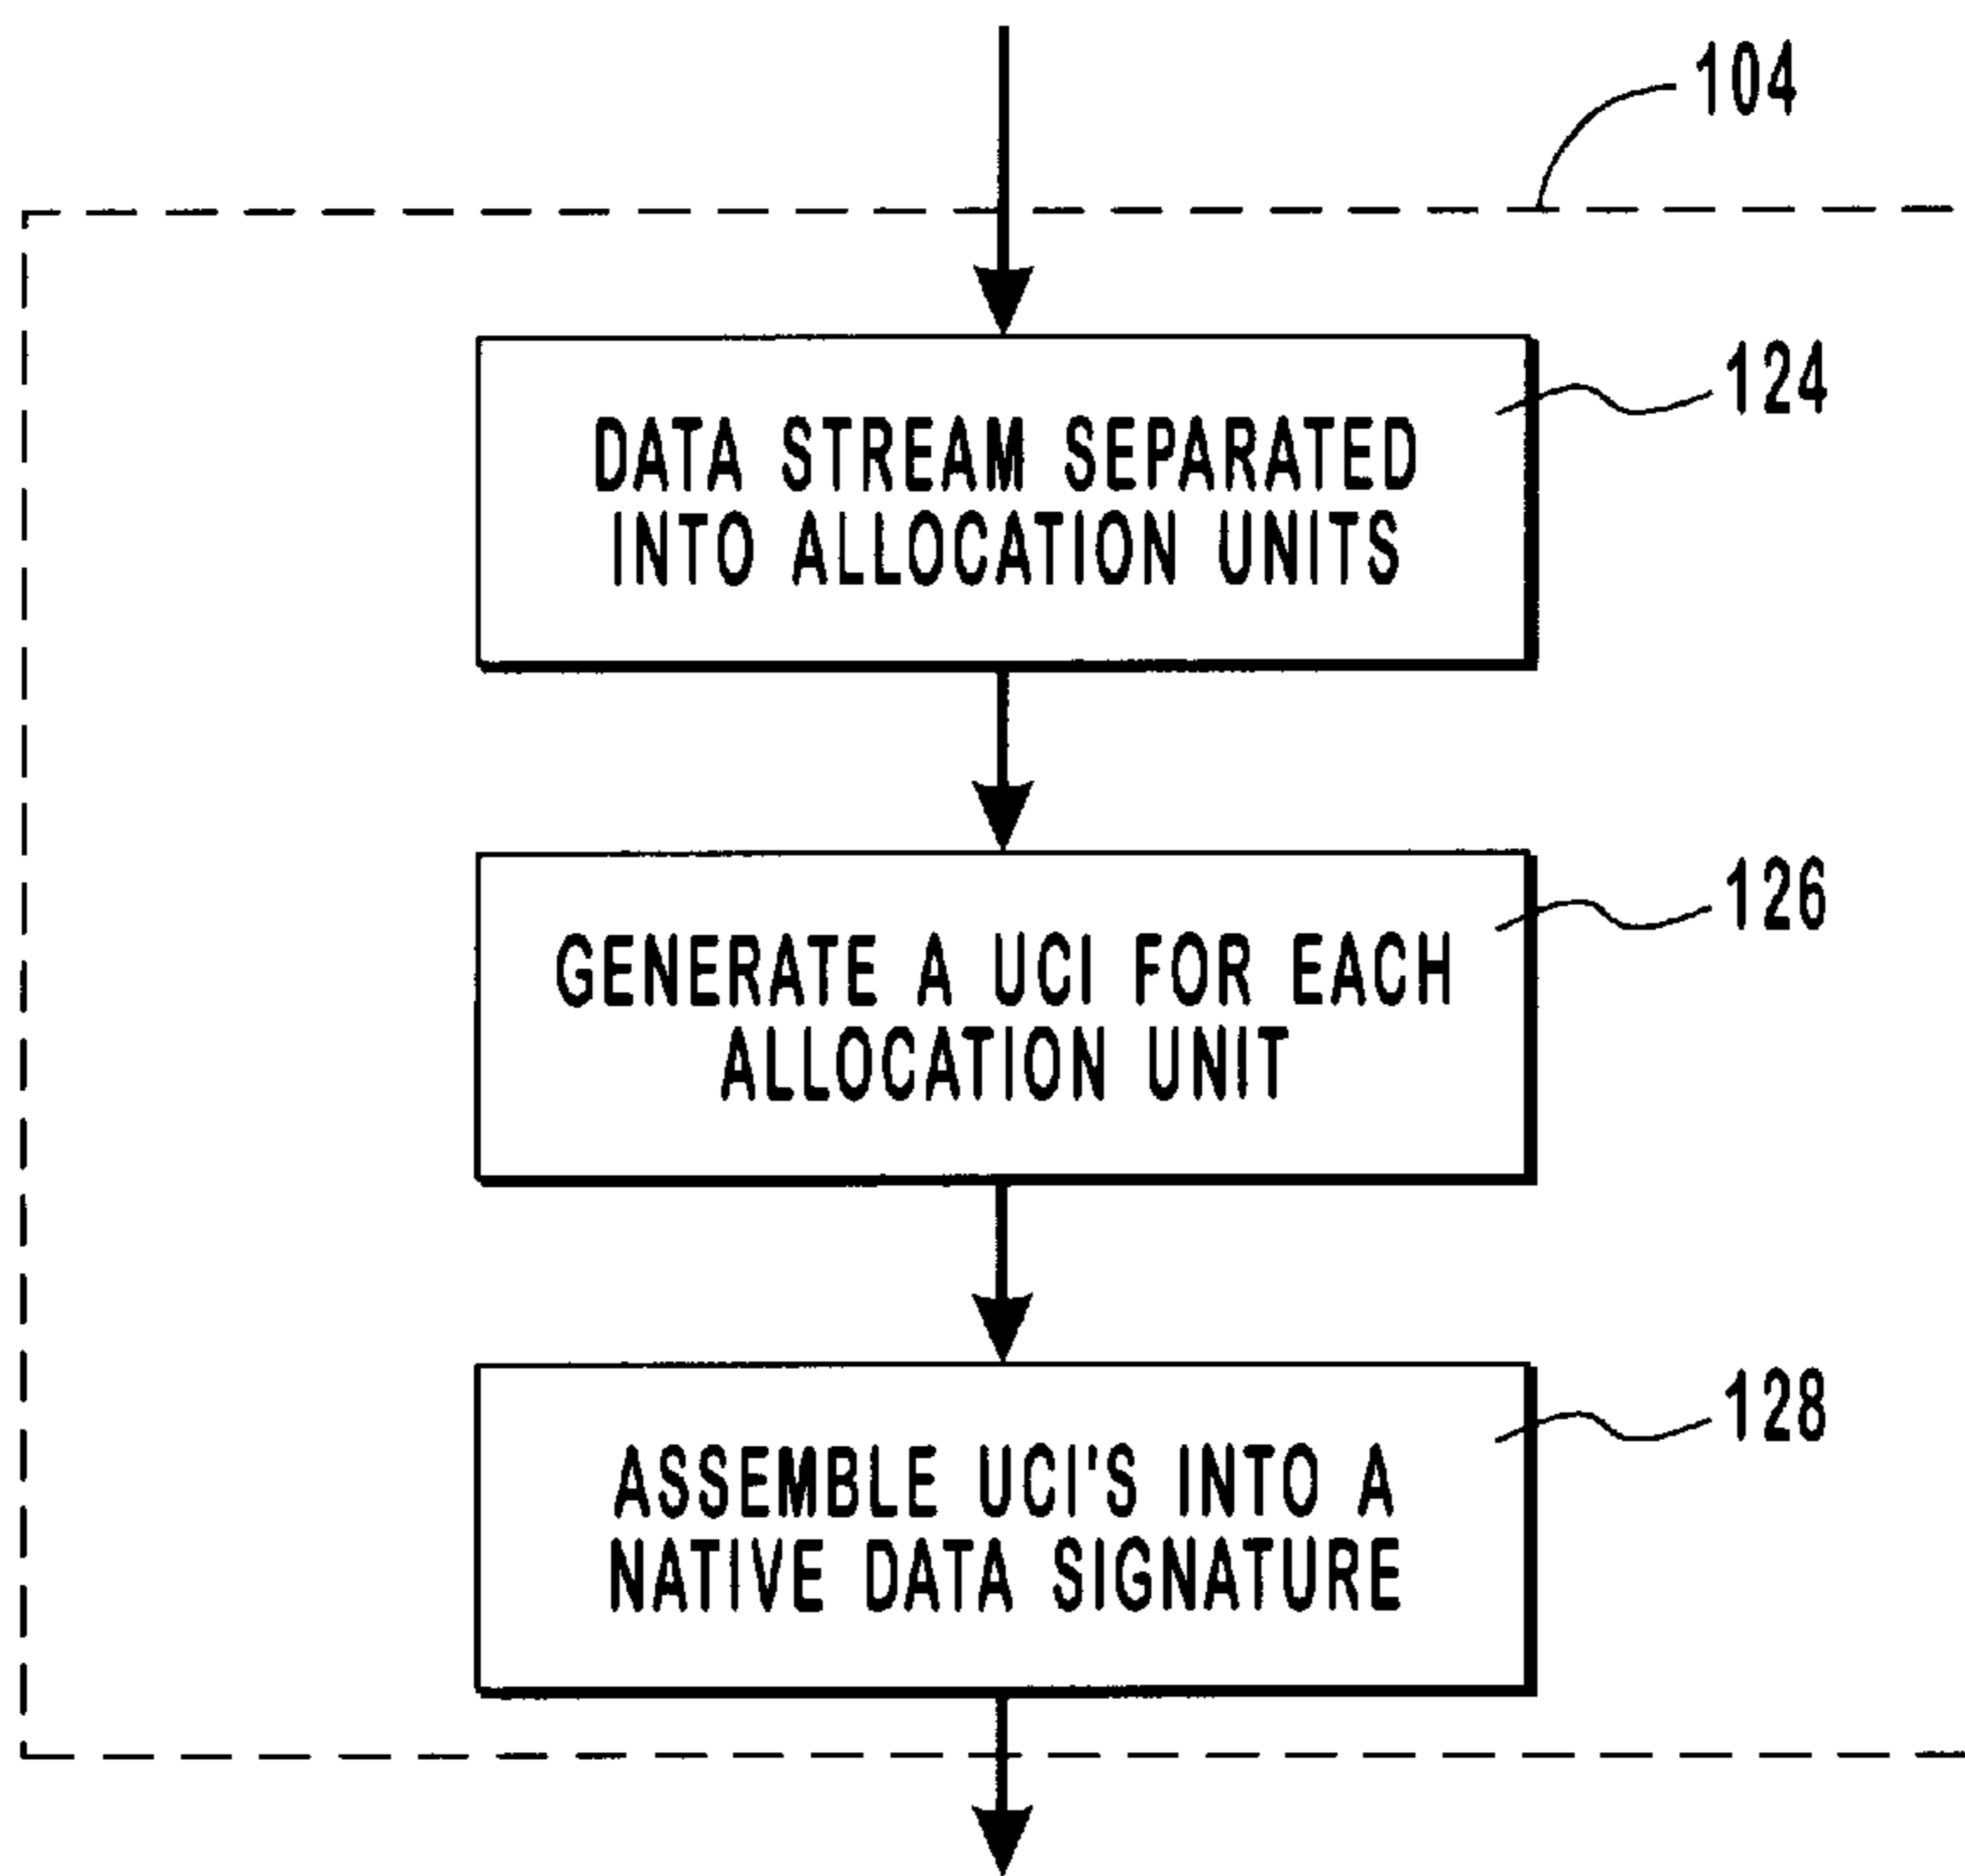 104
DATA STREAM SEPARATED
INTO ALLOCATION UNITS
124
GENERATE A UCI FOR EACH
ALLOCATION UNIT
126
ASSEMBLE UCI'S INTO A
NATIVE DATA SIGNATURE
128